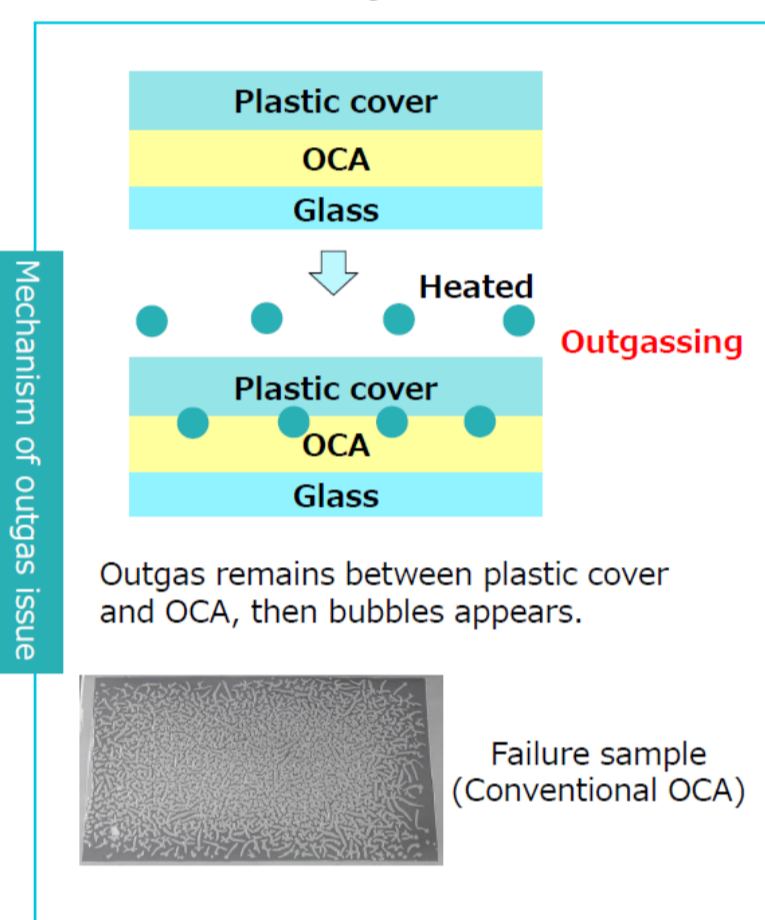 Plastic cover
OCA
Glass
Heated
Outgassing
Plastic cover
OCA
Glass
Mechanism of outgas issue
Outgas remains between plastic cover
and OCA, then bubbles appears.
Failure sample
(Conventional OCA)